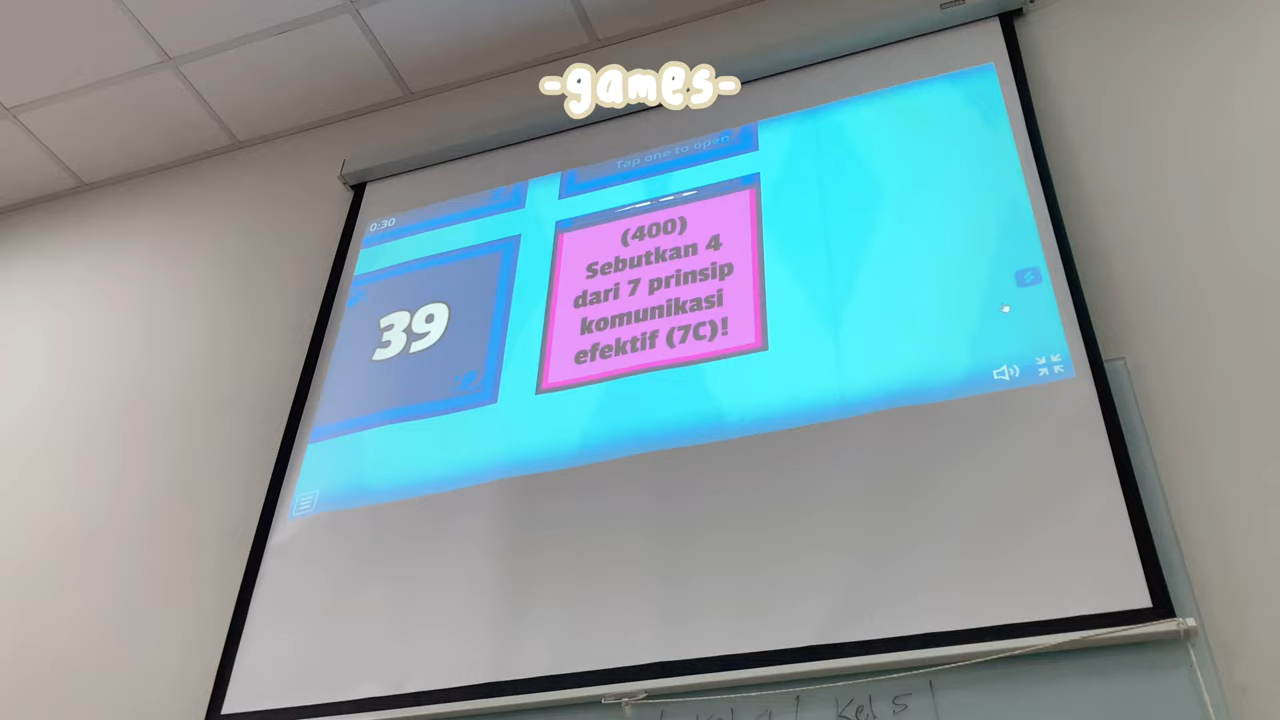 -games-
Tap one to open
0:30
39
(400)
Sebutkan 4
dari 7 prinsip
komunikasi
efektif (7C)!
Kel 5